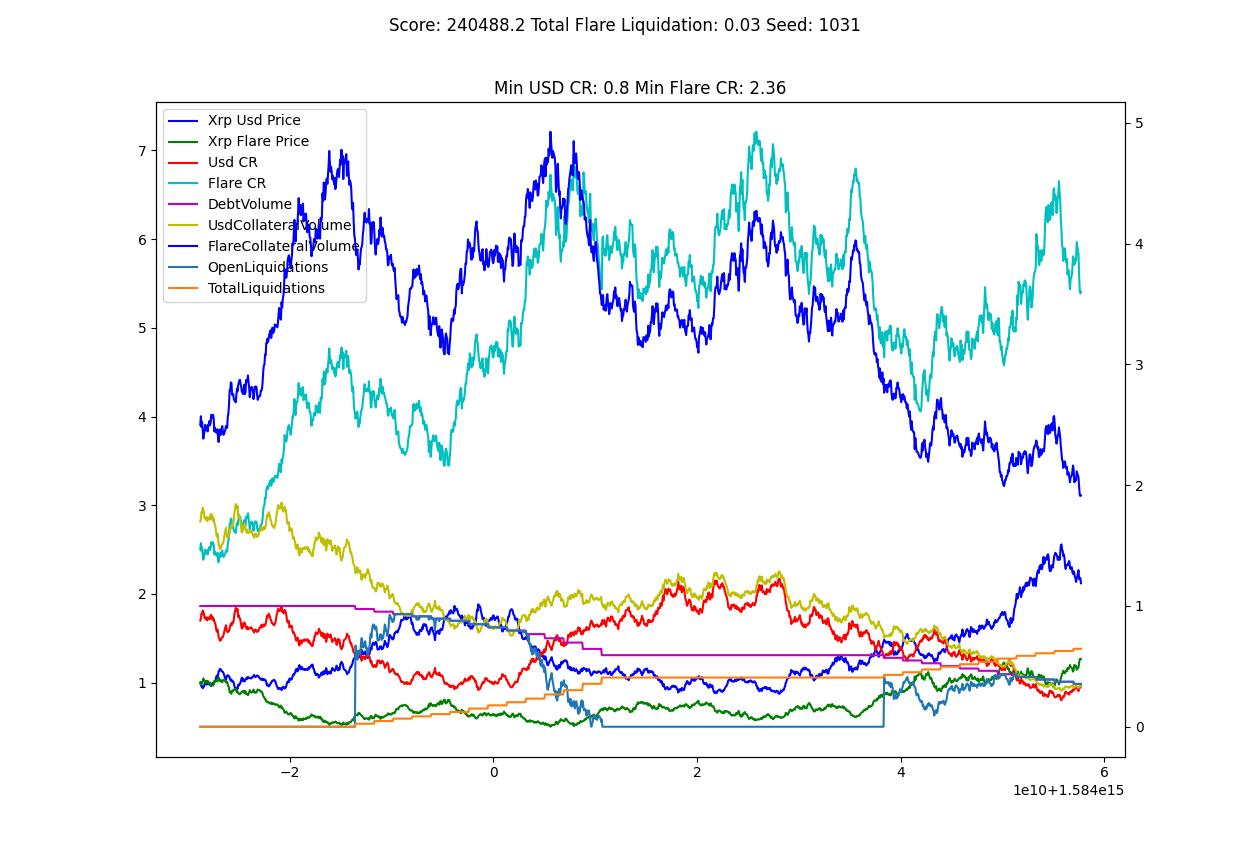 Score: 240488.2 Total Flare Liquidation: 0.03 Seed: 1031
Min USD CR: 0.8 Min Flare CR: 2.36
Xrp Usd Price
Xrp Flare Price
Usd CR
Flare CR
DebtVolume
UsdCollateralVolume
FlareCollateralVolume
OpenLiquidations
TotalLiquidations
7
6
5
4
3
2
1
5
4
3
2
1
0
−2
0
2
4
6
1e10+1.584e15